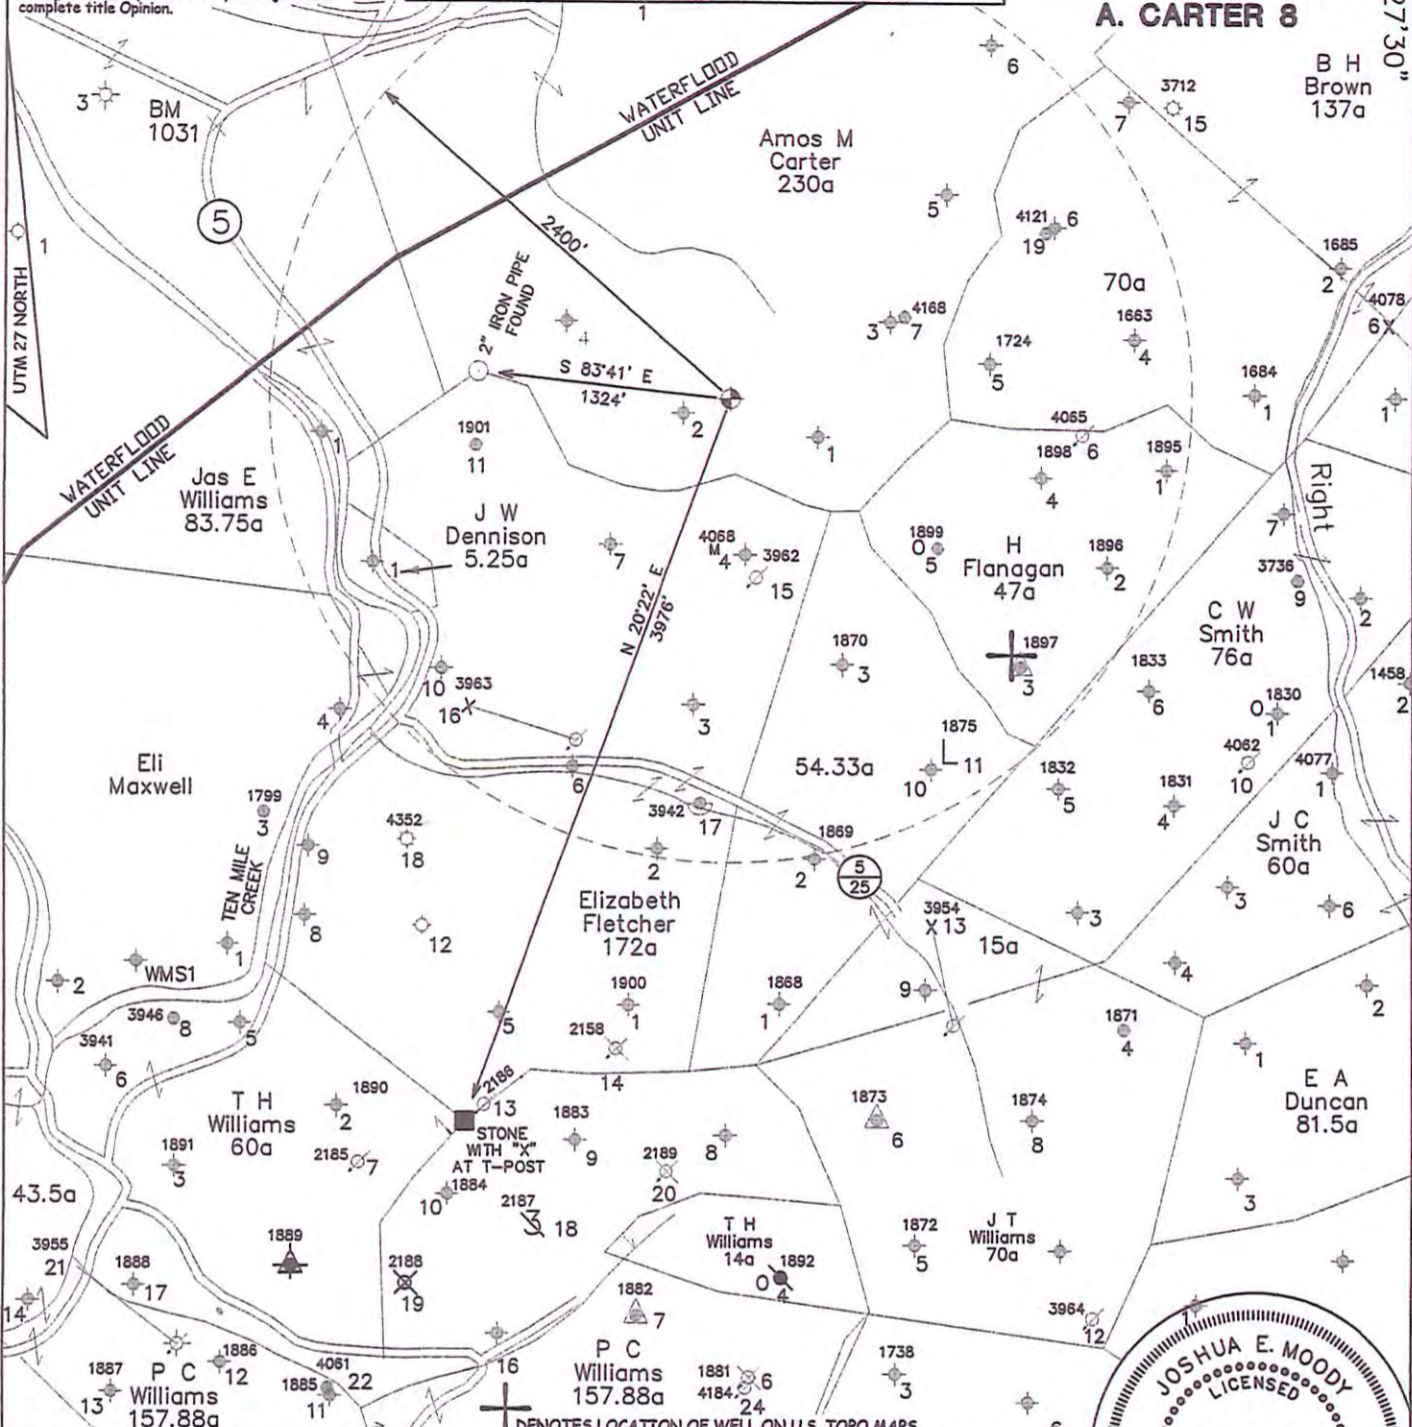 complete title Opinion.
1
A. CARTER 8
27'30"
6
B H
Brown
137a
3
BM
1031
WATERFLOOD
UNIT LINE
3712
7
15
Amos M
Carter
230a
5
5
1
2400'
4121
6
19
1685
2
UTM 27 NORTH
2" IRON PIPE
FOUND
70a
4078
6X
4
3
4168
7
1663
4
1724
5
S 83°41' E
1324'
1684
1
1
2
1
1901
11
1
4065
6
1898
4
1895
1
WATERFLOOD
UNIT LINE
Jas E
Williams
83.75a
J W
Dennison
5.25a
1
7
4068
M
4
3962
15
1899
O
5
H
Flanagan
47a
1896
2
Right
7
3736
9
2
C W
Smith
76a
N 20°22' E
3976'
1870
3
1897
3
1833
6
1830
O
1
1458
2
10
3963
16
4
3
1875
11
10
4062
10
4077
1
Eli
Maxwell
6
54.33a
1832
5
1831
4
1799
3
3942
17
J C
Smith
60a
4352
18
9
2
1869
2
5
25
TEN MILE
CREEK
8
12
Elizabeth
Fletcher
172a
3
3
6
3954
X13
15a
1
2
WMS1
4
9
2
1900
1
1868
1
3946
8
5
5
2158
14
1871
4
1
3941
6
E A
Duncan
81.5a
T H
Williams
60a
1890
2
2186
13
STONE
WITH "X"
AT T-POST
1883
9
8
1873
6
1874
8
1891
3
2185
7
2189
20
43.5a
10
1884
2187
3
18
3
T H
Williams
14a
1892
O
4
1872
5
J T
Williams
70a
3955
21
1889
1888
17
2188
19
14
1882
7
3964
12
1
16
P C
Williams
157.88a
1887
13
P C
Williams
157.88a
1886
12
4061
22
1885
11
1881
6
4184
24
1738
3
6
JOSHUA E. MOODY
LICENSED
DENOTES LOCATION OF WELL ON U.S. TOPO MAPS